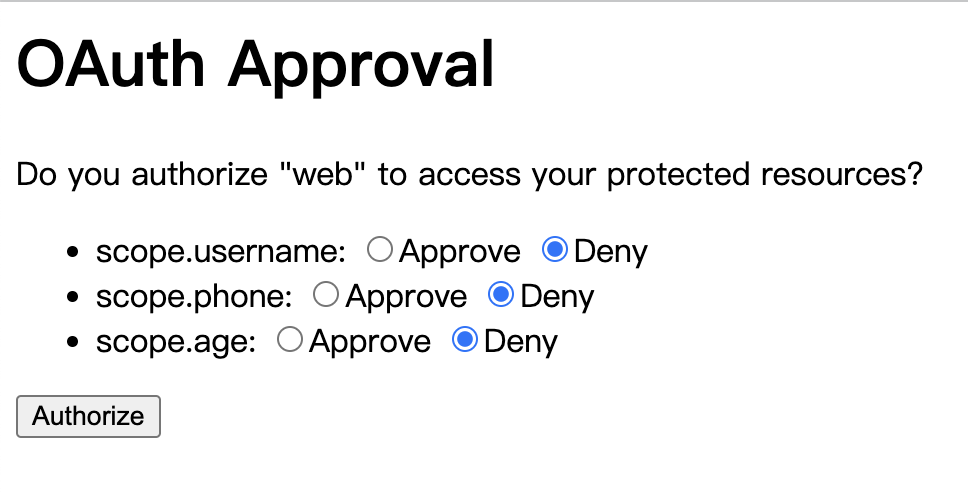 OAuth Approval
Do you authorize "web" to access your protected resources?
scope.username: Approve Deny
scope.phone: Approve Deny
scope.age: Approve Deny
Authorize